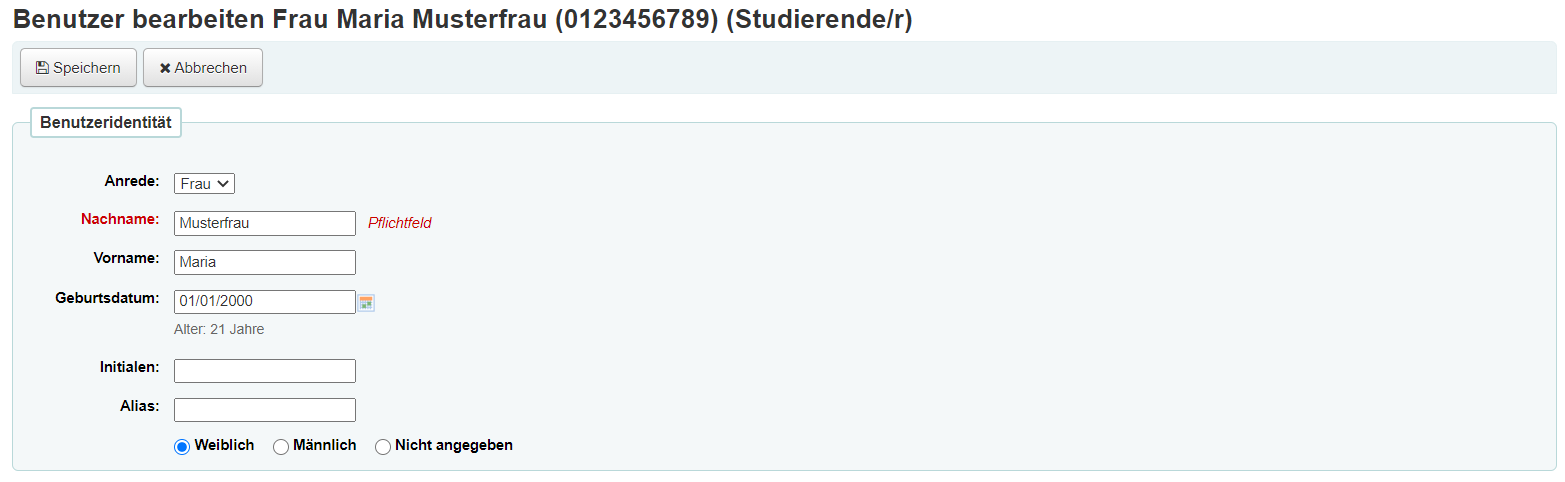 Benutzer bearbeiten Frau Maria Musterfrau (0123456789) (Studierende/r)
Speichern Abbrechen
Benutzeridentität
Anrede: Frau
Nachname: Musterfrau Pflichtfeld
Vorname: Maria
Geburtsdatum: 01/01/2000
Alter: 21 Jahre
Initialen:
Alias:
Weiblich Männlich Nicht angegeben